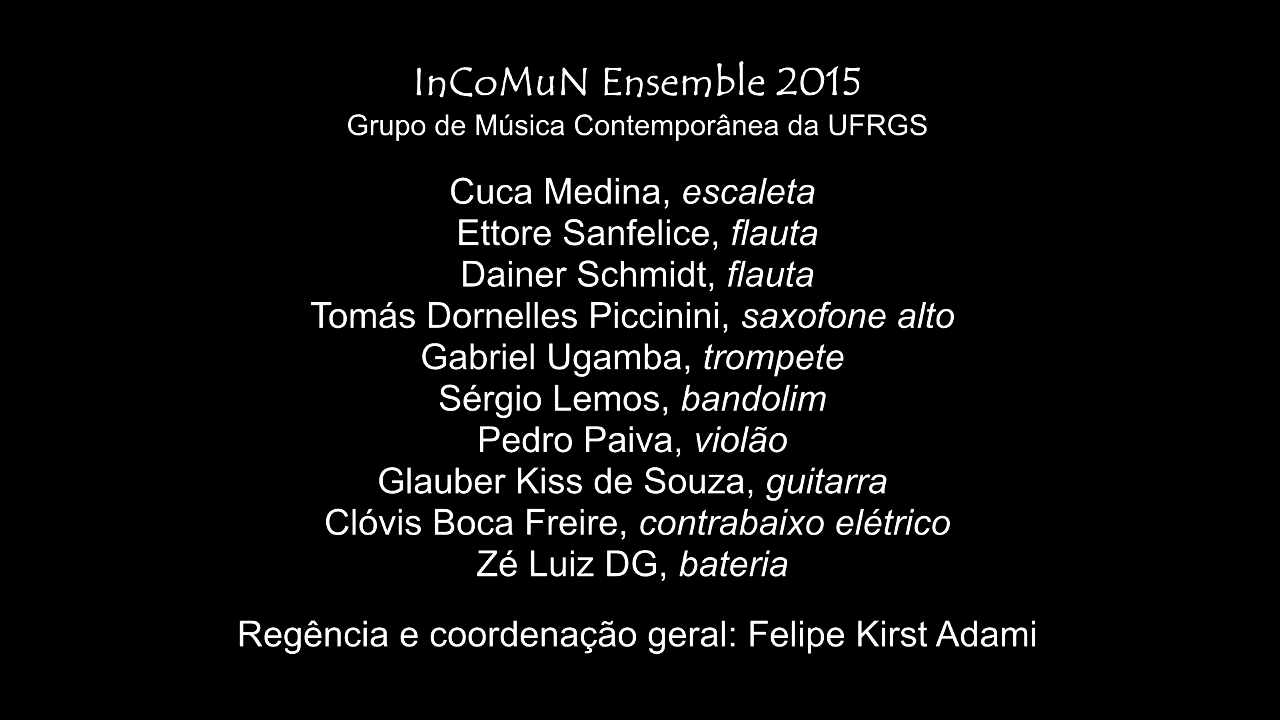 InCoMuN Ensemble 2015
Grupo de Música Contemporânea da UFRGS
Cuca Medina, escaleta
Ettore Sanfelice, flauta
Dainer Schmidt, flauta
Tomás Dornelles Piccinini, saxofone alto
Gabriel Ugamba, trompete
Sérgio Lemos, bandolim
Pedro Paiva, violão
Glauber Kiss de Souza, guitarra
Clóvis Boca Freire, contrabaixo elétrico
Zé Luiz DG, bateria
Regência e coordenação geral: Felipe Kirst Adami